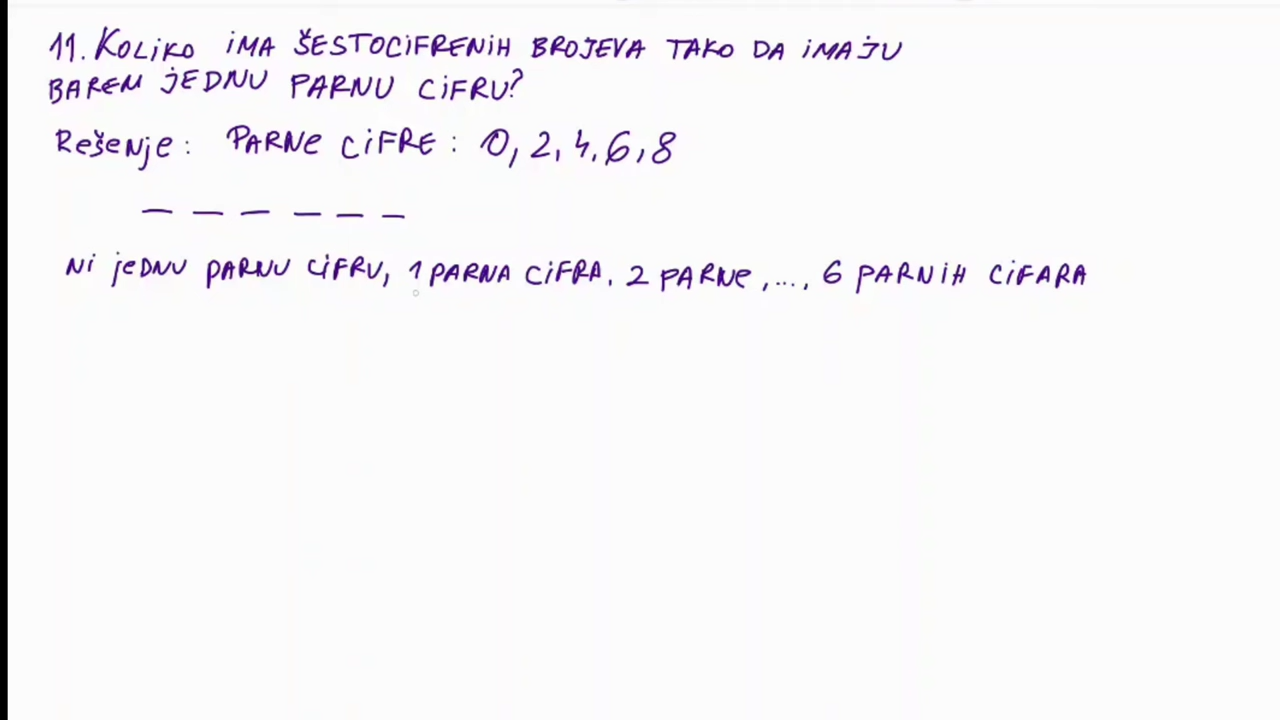 11. KOLIKO IMA ŠESTOCIFRENIH BROJEVA TAKO DA IMAJU
BAREM JEDNU PARNU CIFRU?
Rešenje: PARNE CIFRE: 0, 2, 4, 6, 8
_ _ _ _ _ _
NI JEDNU PARNU CIFRU, 1 PARNA CIFRA, 2 PARNE, ..., 6 PARNIH CIFARA